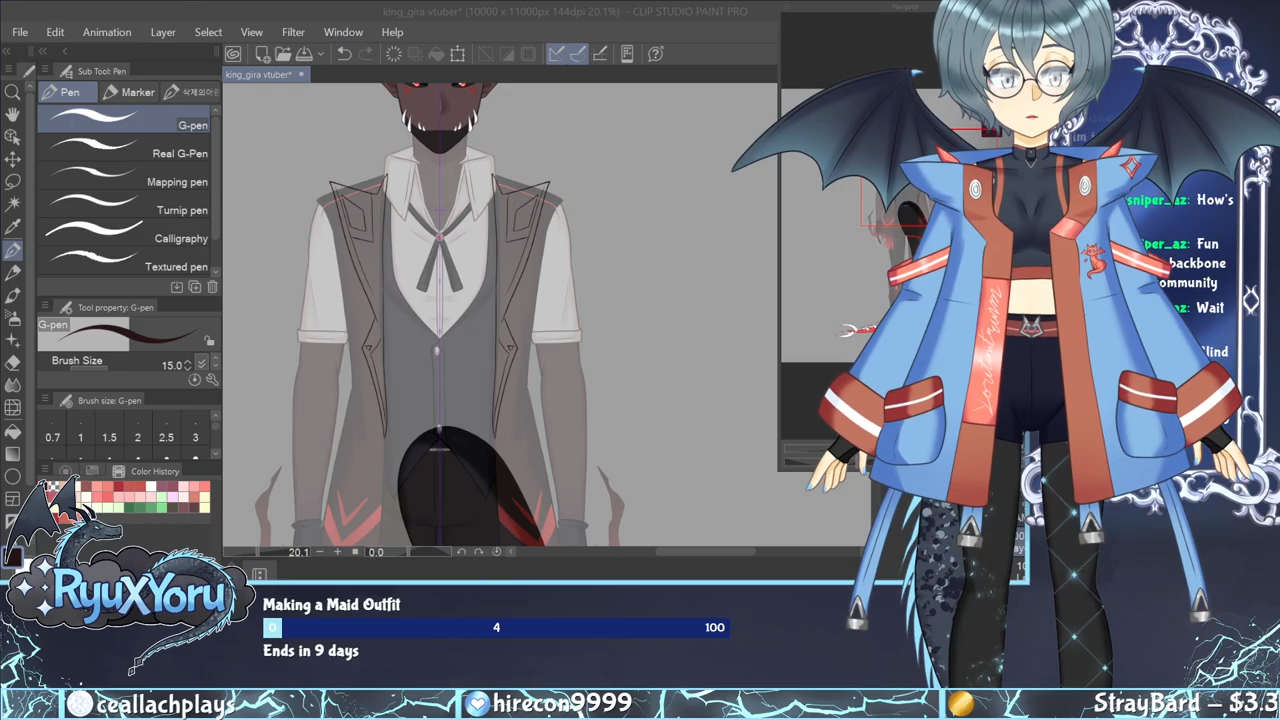 king_gira vtuber* (10000 x 11000px 144dpi 20.1%) - CLIP STUDIO PAINT PRO
Navigator
File Edit Animation Layer Select View Filter Window Help
Sub Tool: Pen
king_gira vtuber*
Pen Marker
G-pen
Real G-Pen
Mapping pen
Turnip pen
Calligraphy
Textured pen
Tool property: G-pen
G-pen
Brush Size 15.0
Brush size: G-pen
0.7 1 1.5 2 2.5 3
Color History
20.1 0.0
sniper_az: How's
per_az: Fun
backbone
ommunity
Wait
lind
RyuXYoru
Making a Maid Outfit
0 4 100
Ends in 9 days
ceallachplays
hirecon9999
StrayBard – $3.3